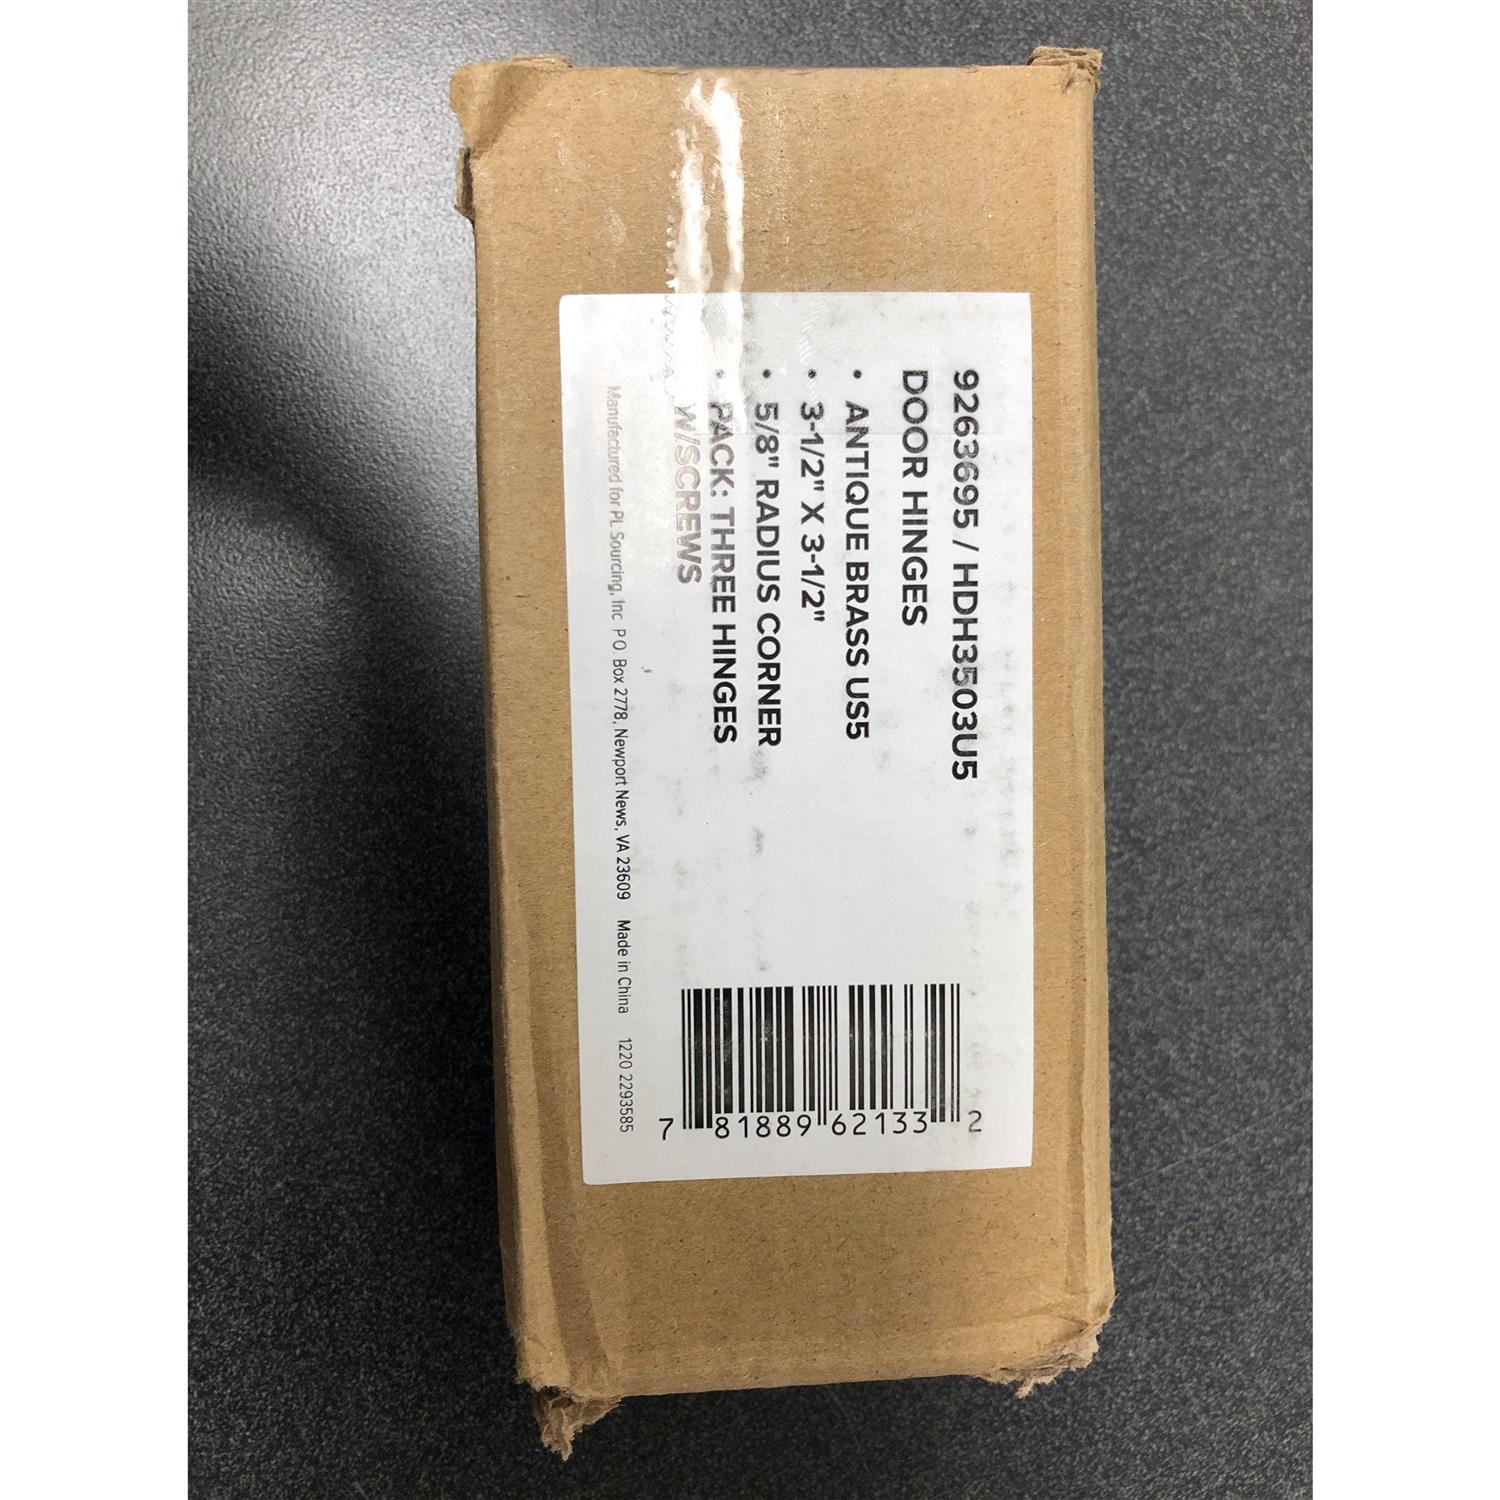 9263695 / HDH3503U5
DOOR HINGES
• ANTIQUE BRASS US5
• 3-1/2" X 3-1/2"
• 5/8" RADIUS CORNER
• PACK: THREE HINGES
W/SCREWS
Manufactured for PL Sourcing, Inc P.O. Box 2778, Newport News, VA 23609 Made in China 1220 2293585
7 81889 62133 2